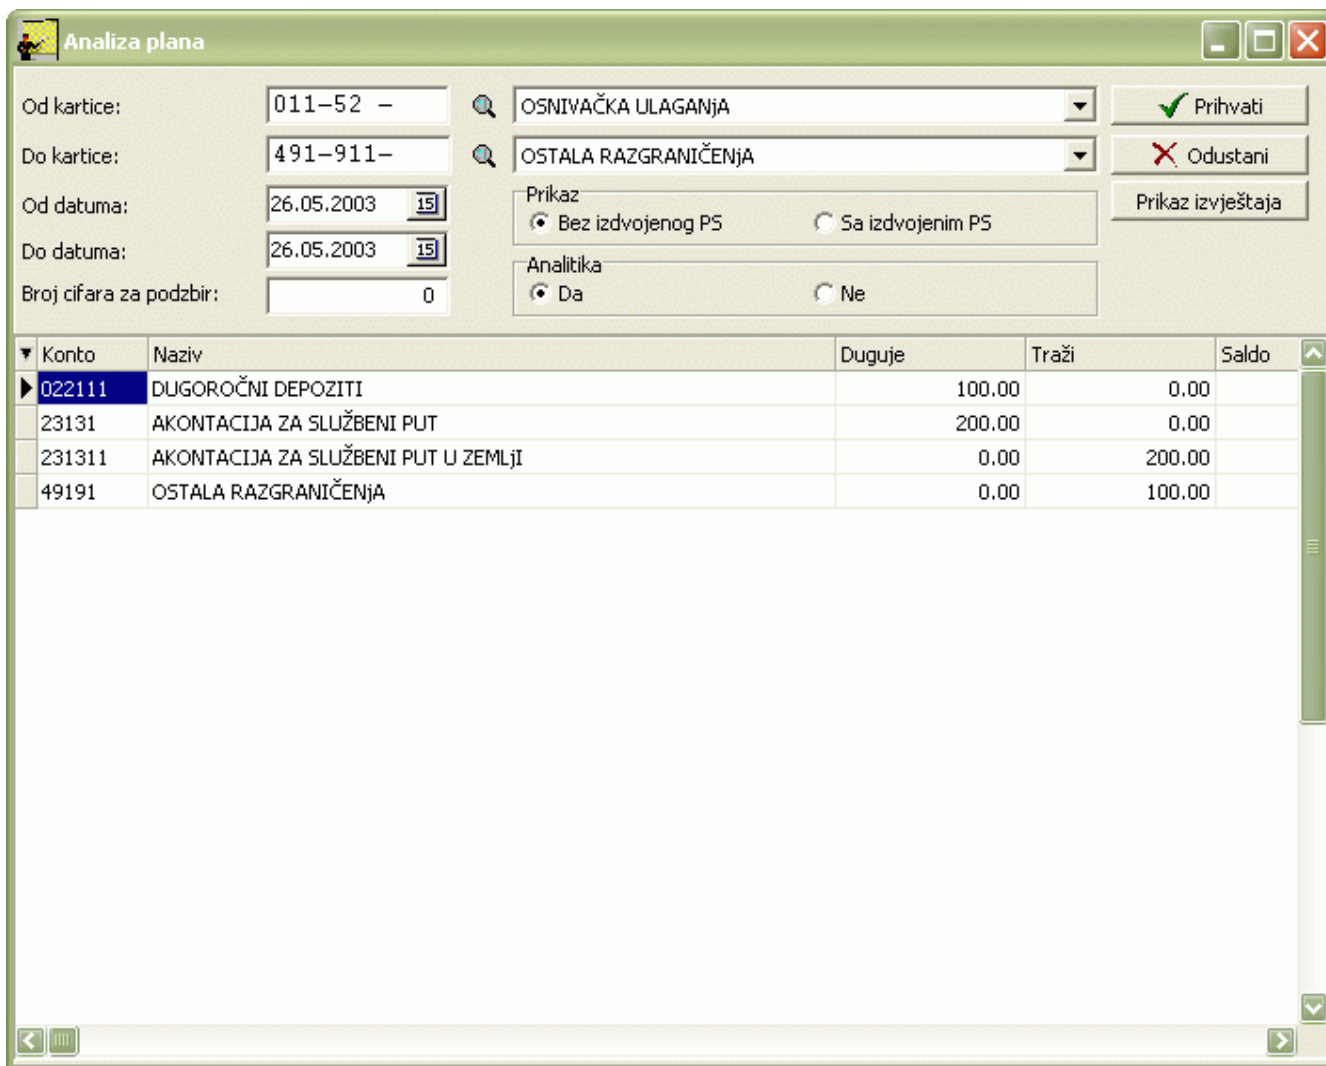 Analiza plana
Od kartice: 011-52 - OSNIVAČKA ULAGANjA Prihvati
Do kartice: 491-911- OSTALA RAZGRANIČENjA Odustani
Od datuma: 26.05.2003 15 Prikaz Prikaz izvještaja
Bez izdvojenog PS Sa izdvojenim PS
Do datuma: 26.05.2003 15
Analitika
Broj cifara za podzbir: 0 Da Ne
Konto Naziv Duguje Traži Saldo
022111 DUGOROČNI DEPOZITI 100.00 0.00
23131 AKONTACIJA ZA SLUŽBENI PUT 200.00 0.00
231311 AKONTACIJA ZA SLUŽBENI PUT U ZEMLjI 0.00 200.00
49191 OSTALA RAZGRANIČENjA 0.00 100.00